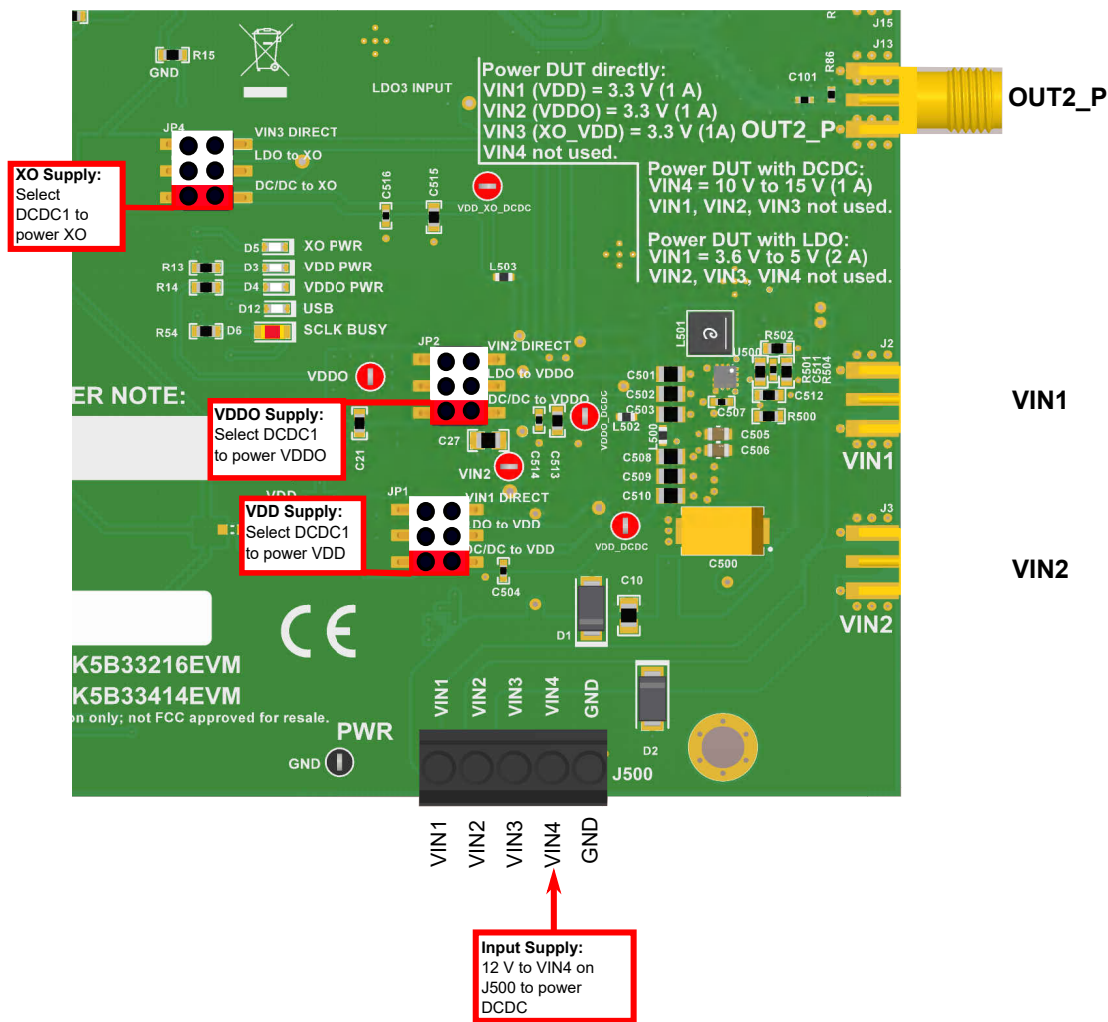 J15
R15
GND
LDO3 INPUT
Power DUT directly:
VIN1 (VDD) = 3.3 V (1 A)
VIN2 (VDDO) = 3.3 V (1 A)
VIN3 (XO_VDD) = 3.3 V (1A)
VIN4 not used.
C101
R86
J13
OUT2_P
OUT2_P
Power DUT with DCDC:
VIN4 = 10 V to 15 V (1 A)
VIN1, VIN2, VIN3 not used.
Power DUT with LDO:
VIN1 = 3.6 V to 5 V (2 A)
VIN2, VIN3, VIN4 not used.
JP4
VIN3 DIRECT
LDO to XO
DC/DC to XO
XO Supply:
Select
DCDC1 to
power XO
C516
C515
VDD_XO_DCDC
L503
D5
XO PWR
R13
D3
VDD PWR
R14
D4
VDDO PWR
D12
USB
R54
D6
SCLK BUSY
JP2
VIN2 DIRECT
LDO to VDDO
DC/DC to VDDO
VDDO
ER NOTE:
VDDO Supply:
Select DCDC1
to power VDDO
C21
C27
C514
C513
VDDO_DCDC
VIN2
L501
U500
R502
R501
C511
R504
C501
C502
C503
L502
L500
C507
C512
R500
C505
C506
C508
C509
C510
J2
VIN1
VIN1
VDD
JP1
VIN1 DIRECT
LDO to VDD
DC/DC to VDD
VDD Supply:
Select DCDC1
to power VDD
C504
VDD_DCDC
C500
J3
VIN2
VIN2
C10
D1
D2
CE
K5B33216EVM
K5B33414EVM
on only; not FCC approved for resale.
PWR
GND
VIN1
VIN2
VIN3
VIN4
GND
J500
VIN1
VIN2
VIN3
VIN4
GND
Input Supply:
12 V to VIN4 on
J500 to power
DCDC